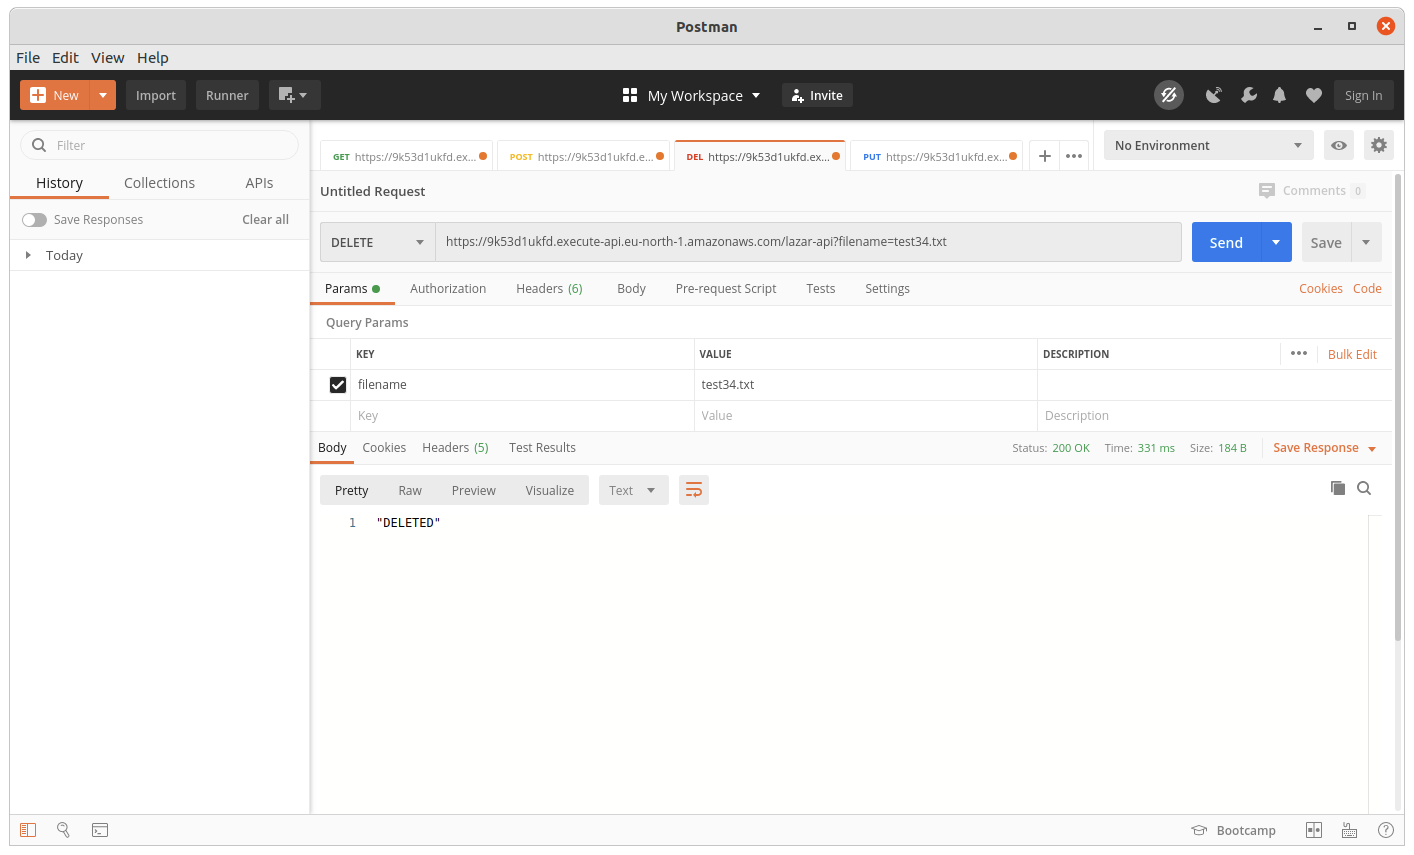 Postman
File Edit View Help
New Import Runner My Workspace Invite Sign In
Filter
History Collections APIs
Save Responses Clear all
Today
GET https://9k53d1ukfd.ex... POST https://9k53d1ukfd.e... DEL https://9k53d1ukfd.ex... PUT https://9k53d1ukfd.ex... + ••• No Environment
Untitled Request Comments 0
DELETE https://9k53d1ukfd.execute-api.eu-north-1.amazonaws.com/lazar-api?filename=test34.txt Send Save
Params Authorization Headers (6) Body Pre-request Script Tests Settings Cookies Code
Query Params
KEY VALUE DESCRIPTION ••• Bulk Edit
filename test34.txt
Key Value Description
Body Cookies Headers (5) Test Results Status: 200 OK Time: 331 ms Size: 184 B Save Response
Pretty Raw Preview Visualize Text
1 "DELETED"
Bootcamp ?